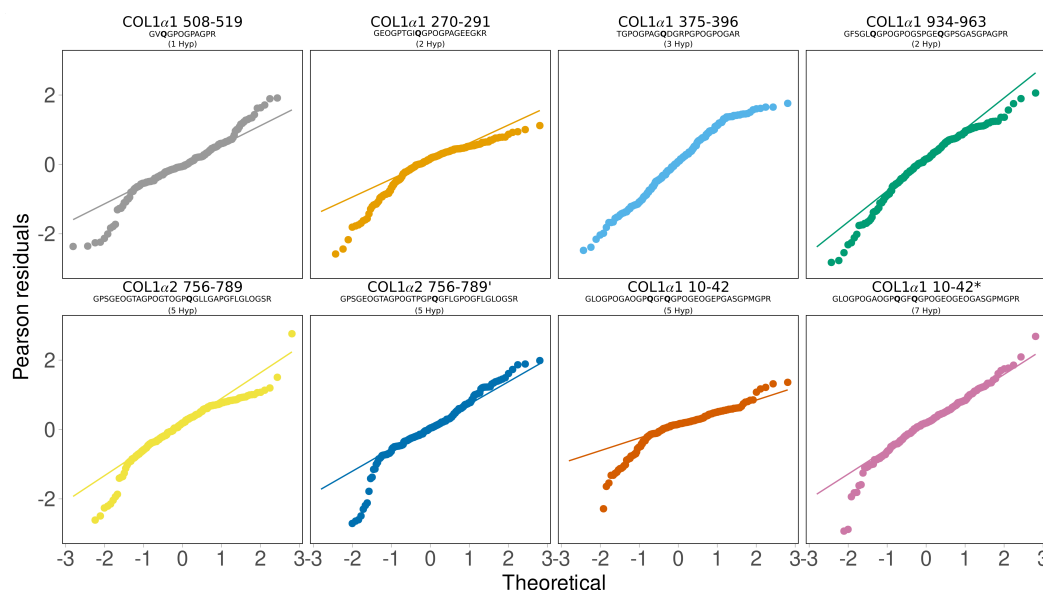 COL1α1 508-519
GVQGPOGPAGPR
(1 Hyp)
COL1α1 270-291
GEOGPTGIQGPOGPAGEEGKR
(2 Hyp)
COL1α1 375-396
TGPOGPAGQDGRPGPOGPOGAR
(3 Hyp)
COL1α1 934-963
GFSGLQGPOGPOGSPGEQGPSGASGPAGPR
(2 Hyp)
2
0
-2
COL1α2 756-789
GPSGEOGTAGPOGTOGPQGLLGAPGFLGLOGSR
(5 Hyp)
COL1α2 756-789'
GPSGEOGTAGPOGTPGPQGFLGPOGFLGLOGSR
(5 Hyp)
COL1α1 10-42
GLOGPOGAOGPQGFQGPOGEOGEPGASGPMGPR
(5 Hyp)
COL1α1 10-42*
GLOGPOGAOGPQGFQGPOGEOGEOGASGPMGPR
(7 Hyp)
2
0
-2
Pearson residuals
-3 -2 -1 0 1 2 3
-3 -2 -1 0 1 2 3
-3 -2 -1 0 1 2 3
-3 -2 -1 0 1 2 3
Theoretical